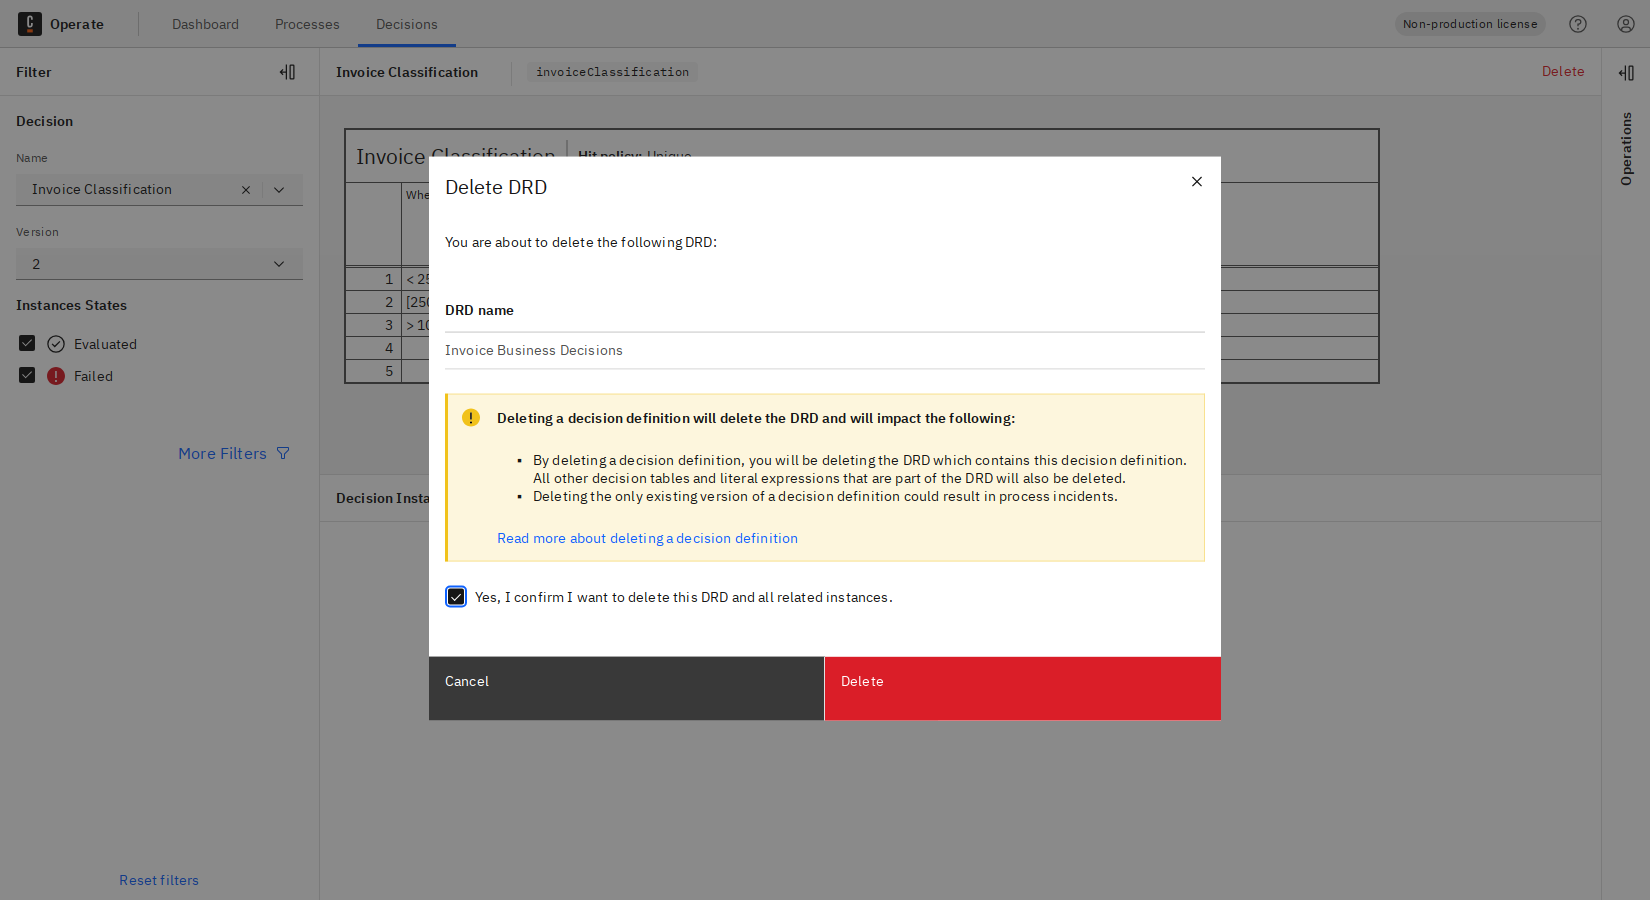 Operate
Dashboard
Processes
Decisions
Non-production license
Filter
Invoice Classification
invoiceClassification
Delete
Operations
Decision
Name
Invoice Classification
Version
2
Instances States
Evaluated
Failed
More Filters
Reset filters
Invoice Classification
Hit policy: Unique
1
2
3
4
5
Decision
Delete DRD
You are about to delete the following DRD:
DRD name
Invoice Business Decisions
Deleting a decision definition will delete the DRD and will impact the following:
▪ By deleting a decision definition, you will be deleting the DRD which contains this decision definition.
All other decision tables and literal expressions that are part of the DRD will also be deleted.
▪ Deleting the only existing version of a decision definition could result in process incidents.
Read more about deleting a decision definition
Yes, I confirm I want to delete this DRD and all related instances.
Cancel
Delete